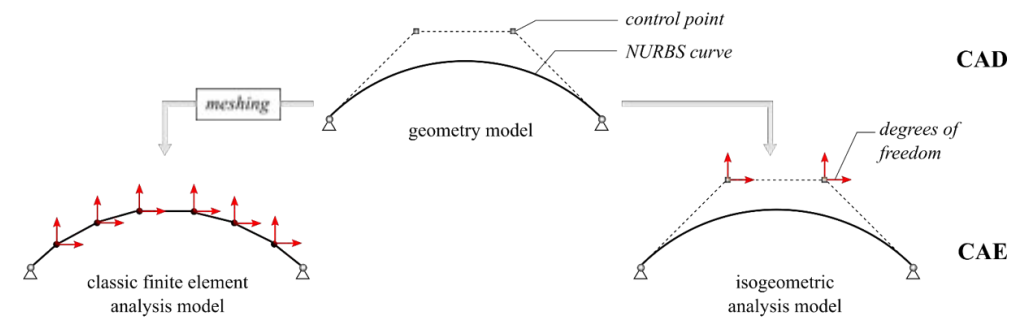 control point
NURBS curve
CAD
meshing
geometry model
degrees of
freedom
CAE
classic finite element
analysis model
isogeometric
analysis model